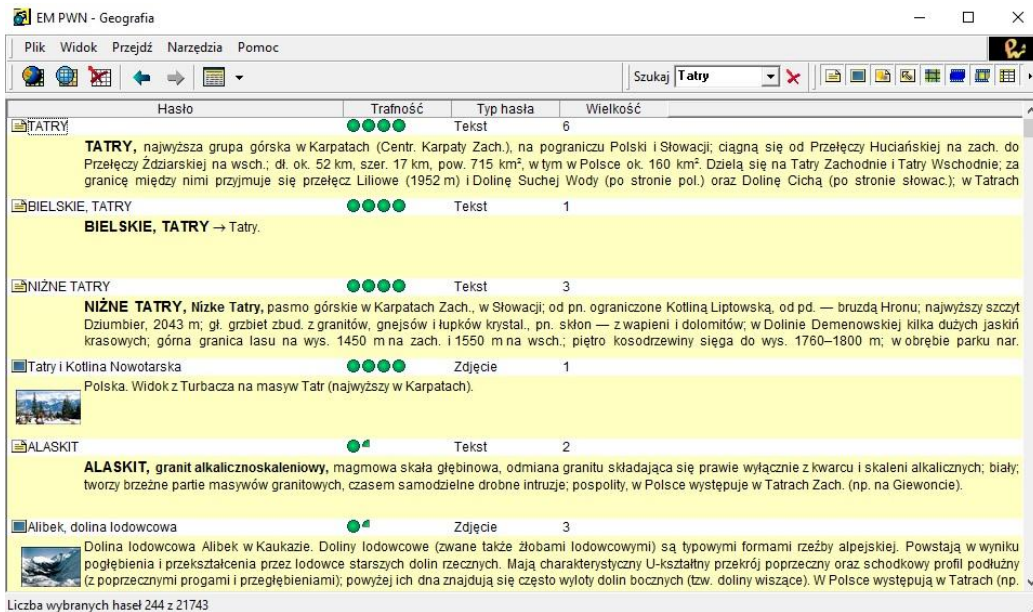 EM PWN - Geografia
Plik Widok Przejdź Narzędzia Pomoc
Szukaj Tatry
Hasło Trafność Typ hasła Wielkość
TATRY Tekst 6
TATRY, najwyższa grupa górska w Karpatach (Centr. Karpaty Zach.), na pograniczu Polski i Słowacji; ciągną się od Przełęczy Huciańskiej na zach. do
Przełęczy Ździarskiej na wsch.; dł. ok. 52 km, szer. 17 km, pow. 715 km², w tym w Polsce ok. 160 km². Dzielą się na Tatry Zachodnie i Tatry Wschodnie; za
granicę między nimi przyjmuje się przełęcz Liliowe (1952 m) i Dolinę Suchej Wody (po stronie pol.) oraz Dolinę Cichą (po stronie słowac.); w Tatrach
BIELSKIE, TATRY Tekst 1
BIELSKIE, TATRY → Tatry.
NIŻNE TATRY Tekst 3
NIŻNE TATRY, Nízke Tatry, pasmo górskie w Karpatach Zach., w Słowacji; od pn. ograniczone Kotliną Liptowską, od pd. — bruzdą Hronu; najwyższy szczyt
Dziumbier, 2043 m; gł. grzbiet zbud. z granitów, gnejsów i łupków krystal., pn. skłon — z wapieni i dolomitów; w Dolinie Demenowskiej kilka dużych jaskiń
krasowych; górna granica lasu na wys. 1450 m na zach. i 1550 m na wsch.; piętro kosodrzewiny sięga do wys. 1760–1800 m; w obrębie parku nar.
Tatry i Kotlina Nowotarska Zdjęcie 1
Polska. Widok z Turbacza na masyw Tatr (najwyższy w Karpatach).
ALASKIT Tekst 2
ALASKIT, granit alkalicznoskaleniowy, magmowa skała głębinowa, odmiana granitu składająca się prawie wyłącznie z kwarcu i skaleni alkalicznych; biały;
tworzy brzeżne partie masywów granitowych, czasem samodzielne drobne intruzje; pospolity, w Polsce występuje w Tatrach Zach. (np. na Giewoncie).
Alibek, dolina lodowcowa Zdjęcie 3
Dolina lodowcowa Alibek w Kaukazie. Doliny lodowcowe (zwane także żłobami lodowcowymi) są typowymi formami rzeźby alpejskiej. Powstają w wyniku
pogłębienia i przekształcenia przez lodowce starszych dolin rzecznych. Mają charakterystyczny U-kształtny przekrój poprzeczny oraz schodkowy profil podłużny
(z poprzecznymi progami i przegłębieniami); powyżej ich dna znajdują się często wyloty dolin bocznych (tzw. doliny wiszące). W Polsce występują w Tatrach (np.
Liczba wybranych haseł 244 z 21743